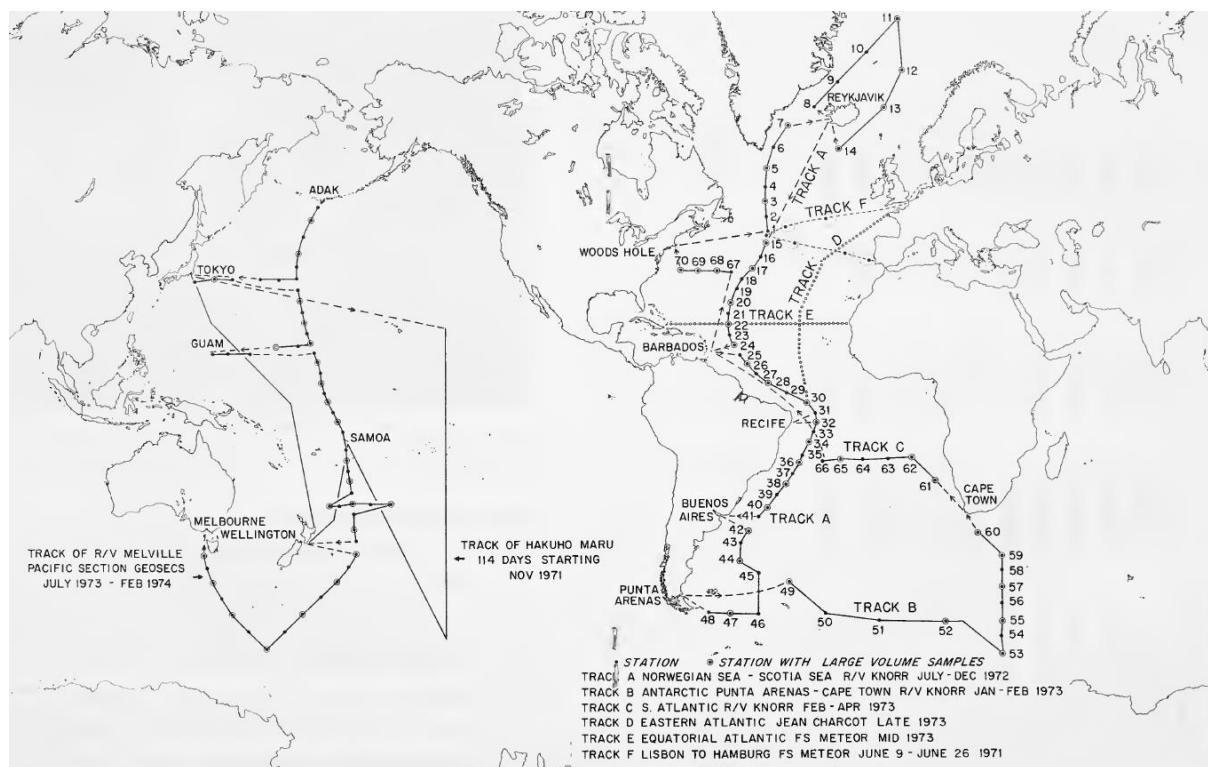 11
10
12
9
8
REYKJAVIK
13
7
14
6
5
4
3
2
1
TRACK A
TRACK F
TRACK D
WOODS HOLE
15
16
70 69 68 67
17
18
19
20
21
TRACK
TRACK E
22
23
24
BARBADOS
25
26
27
28
29
30
31
RECIFE
32
33
34
35
36
37
38
39
40
41
66 65 64 63 62
TRACK C
61
CAPE TOWN
60
BUENOS AIRES
TRACK A
42
43
44
45
46
47
48
49
PUNTA ARENAS
TRACK B
50
51
52
53
54
55
56
57
58
59
ADAK
TOKYO
GUAM
SAMOA
MELBOURNE
WELLINGTON
TRACK OF R/V MELVILLE
PACIFIC SECTION GEOSECS
JULY 1973 - FEB 1974
TRACK OF HAKUHO MARU
114 DAYS STARTING
NOV 1971
STATION STATION WITH LARGE VOLUME SAMPLES
TRACK A NORWEGIAN SEA - SCOTIA SEA R/V KNORR JULY-DEC 1972
TRACK B ANTARCTIC PUNTA ARENAS-CAPE TOWN R/V KNORR JAN-FEB 1973
TRACK C S. ATLANTIC R/V KNORR FEB-APR 1973
TRACK D EASTERN ATLANTIC JEAN CHARCOT LATE 1973
TRACK E EQUATORIAL ATLANTIC FS METEOR MID 1973
TRACK F LISBON TO HAMBURG FS METEOR JUNE 9 - JUNE 26 1971